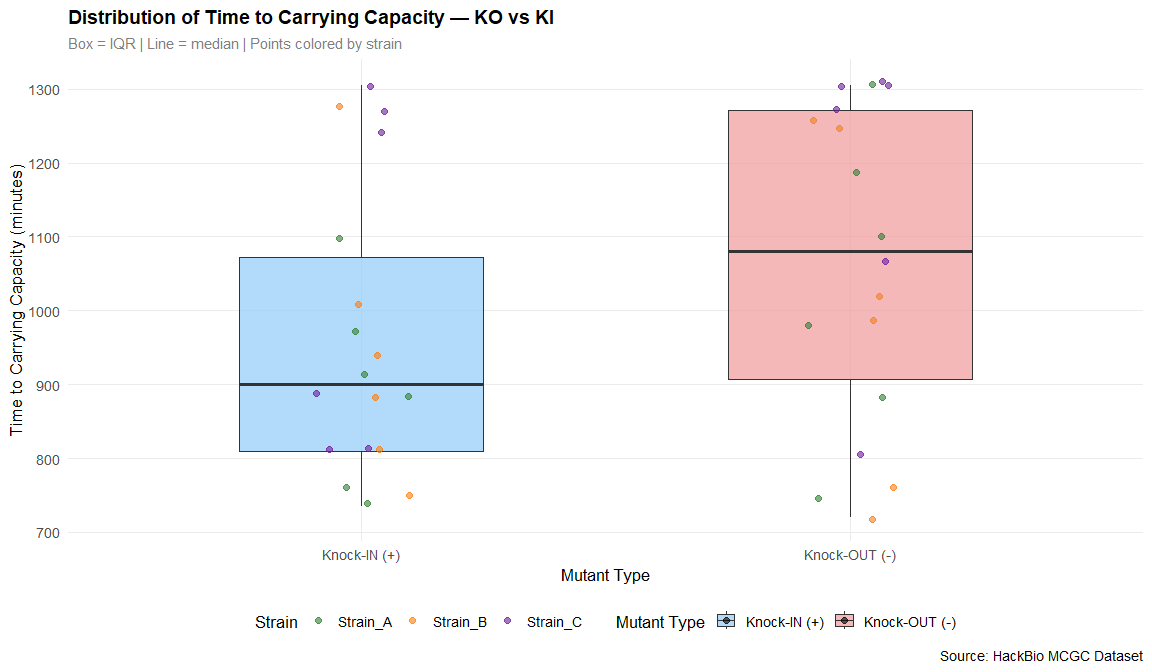 Distribution of Time to Carrying Capacity — KO vs KI
Box = IQR | Line = median | Points colored by strain
Time to Carrying Capacity (minutes)
1300
1200
1100
1000
900
800
700
Knock-IN (+) Knock-OUT (-)
Mutant Type
Strain Strain_A Strain_B Strain_C Mutant Type Knock-IN (+) Knock-OUT (-)
Source: HackBio MCGC Dataset